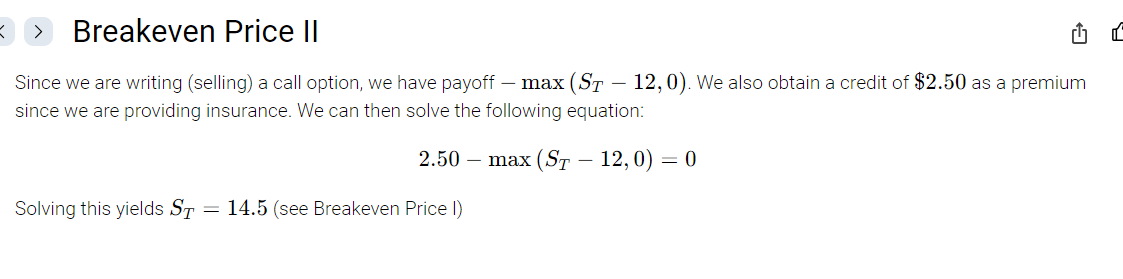 Breakeven Price II
Since we are writing (selling) a call option, we have payoff − max (S_T − 12, 0). We also obtain a credit of $2.50 as a premium
since we are providing insurance. We can then solve the following equation:
2.50 − max (S_T − 12, 0) = 0
Solving this yields S_T = 14.5 (see Breakeven Price I)